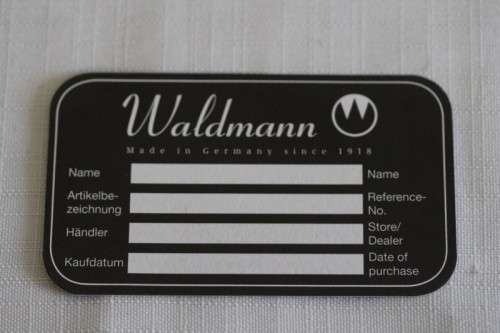 Waldmann
Made in Germany since 1918
Name Name
Artikelbe- Reference-
zeichnung No.
Händler Store/
Dealer
Kaufdatum Date of
purchase